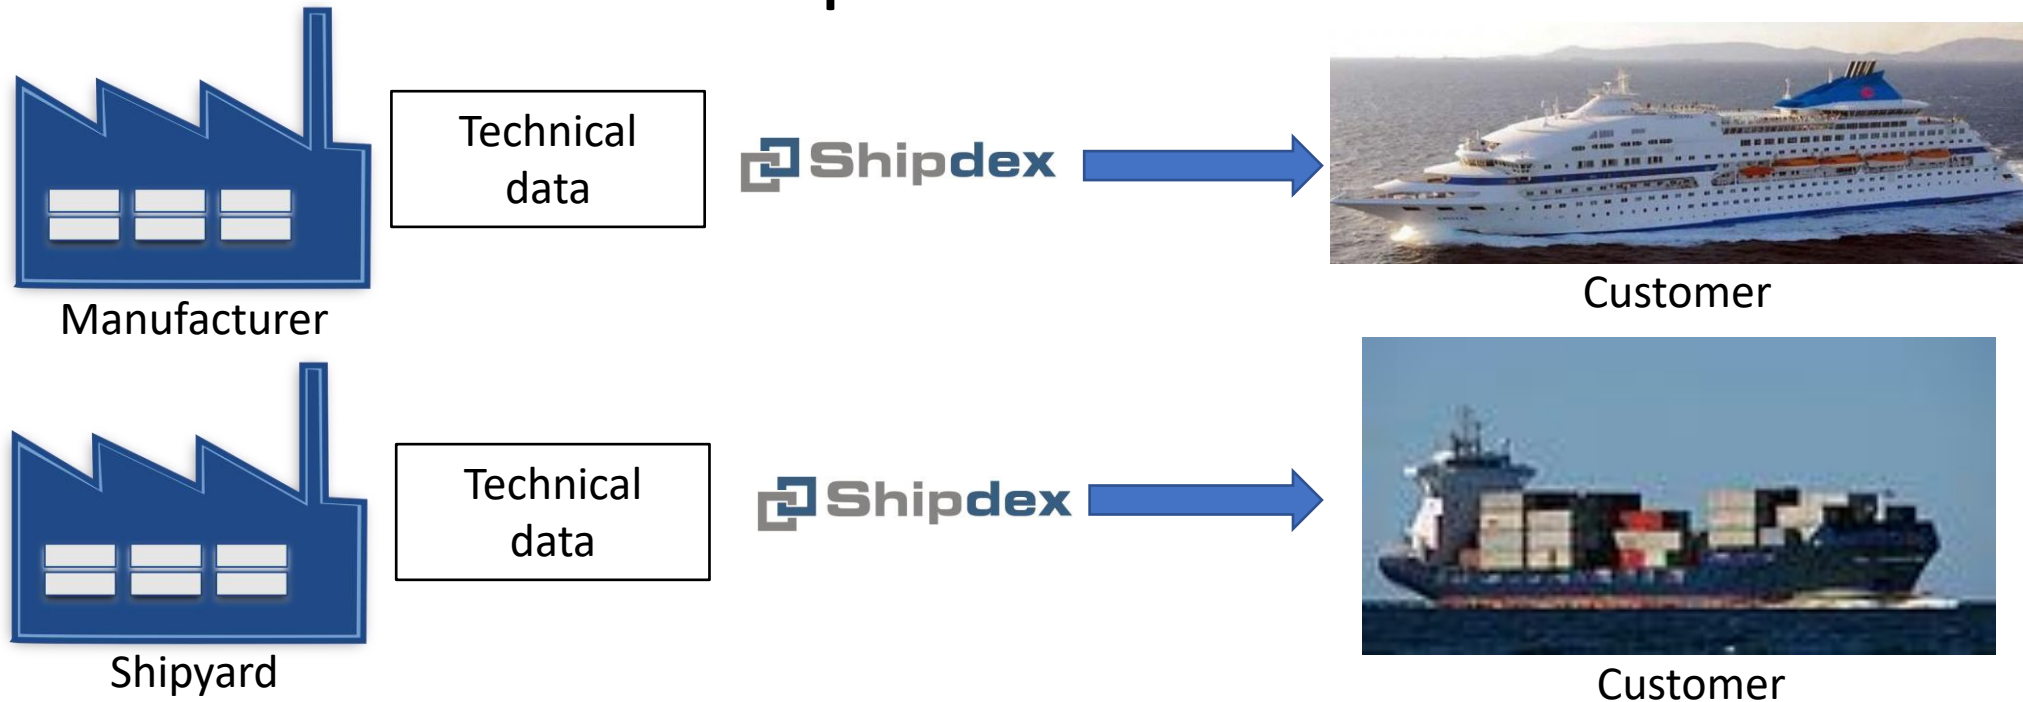 Technical
data
Shipdex
Manufacturer
Customer
Technical
data
Shipdex
Shipyard
Customer